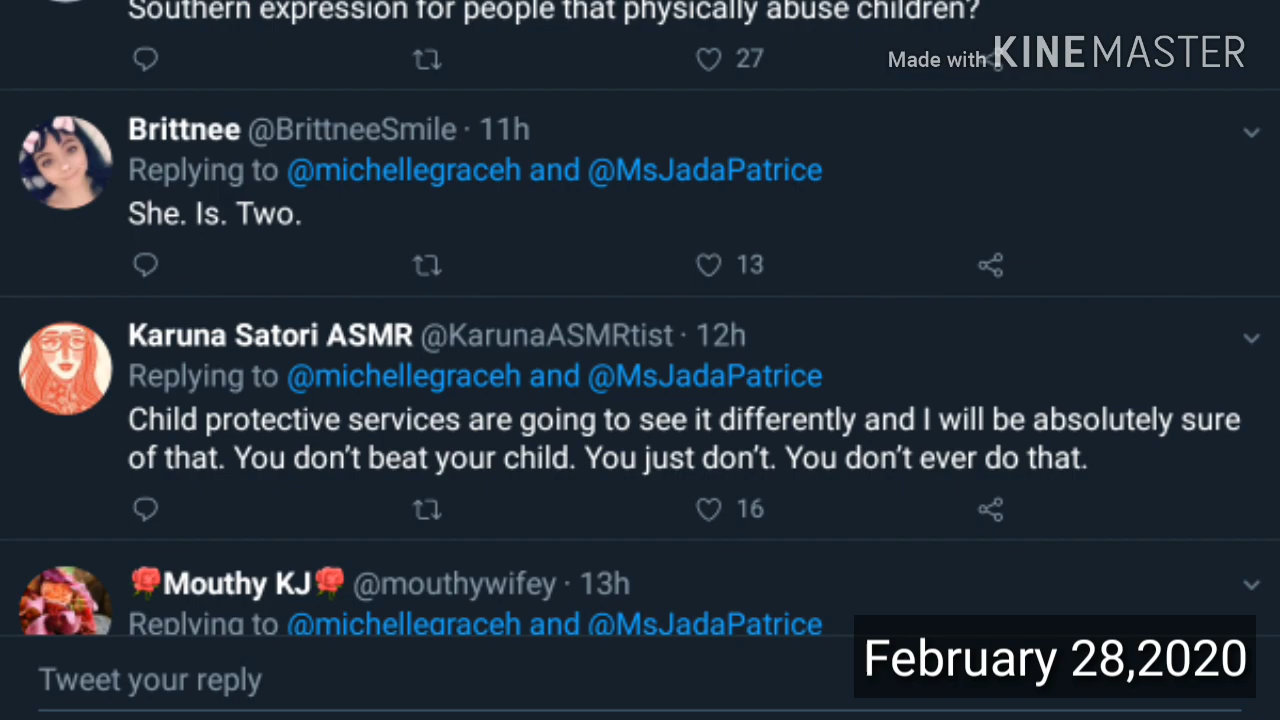 Southern expression for people that physically abuse children?
27
Made with KINEMASTER
Brittnee @BrittneeSmile · 11h
Replying to @michellegraceh and @MsJadaPatrice
She. Is. Two.
13
Karuna Satori ASMR @KarunaASMRtist · 12h
Replying to @michellegraceh and @MsJadaPatrice
Child protective services are going to see it differently and I will be absolutely sure
of that. You don’t beat your child. You just don’t. You don’t ever do that.
16
🌹Mouthy KJ🌹 @mouthywifey · 13h
Replying to @michellegraceh and @MsJadaPatrice
Tweet your reply
February 28,2020